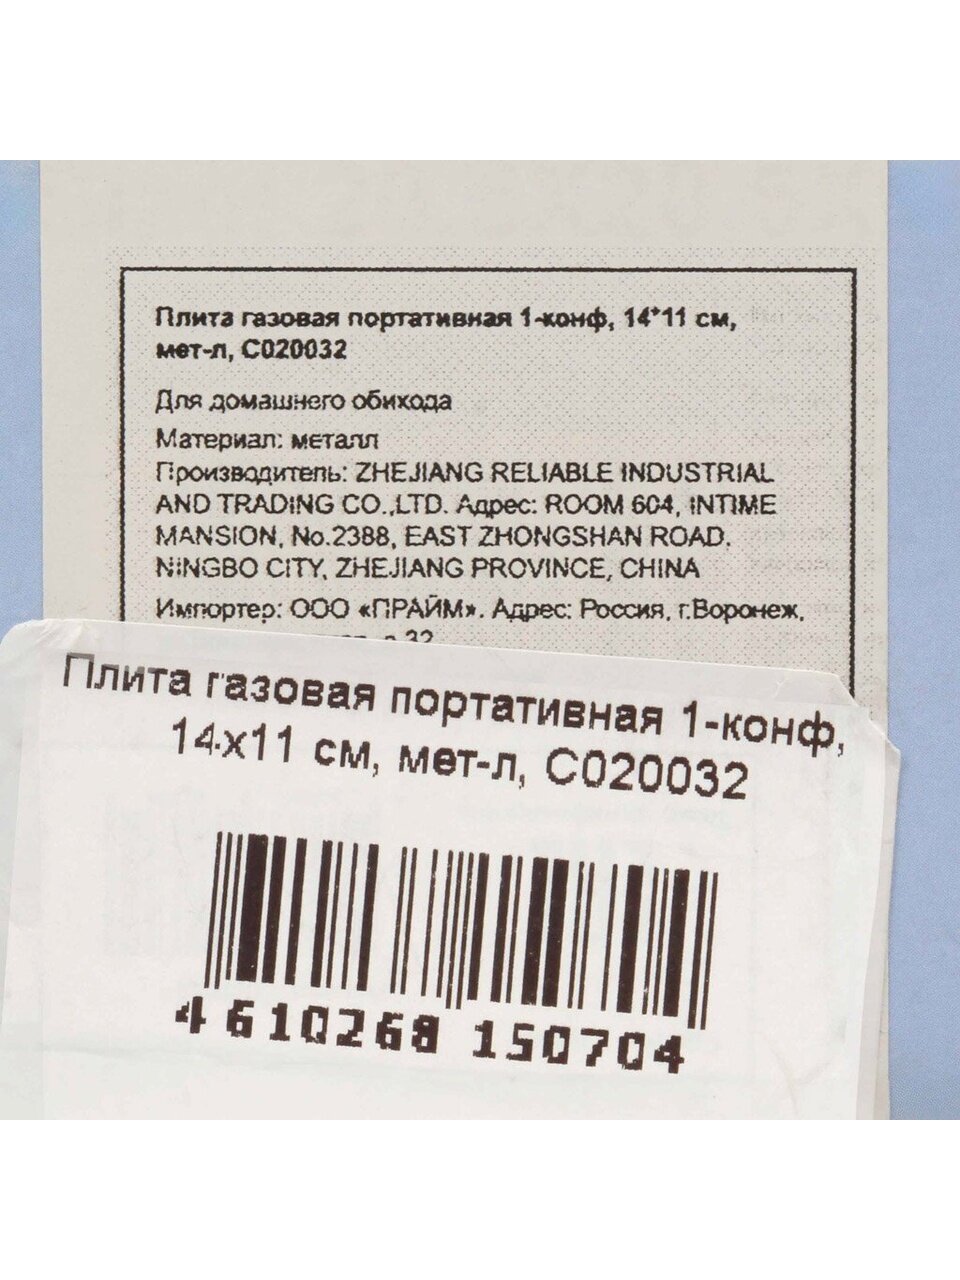 Плита газовая портативная 1-конф, 14*11 см,
мет-л, С020032
Для домашнего обихода
Материал: металл
Производитель: ZHEJIANG RELIABLE INDUSTRIAL
AND TRADING CO.,LTD. Адрес: ROOM 604, INTIME
MANSION, No.2388, EAST ZHONGSHAN ROAD,
NINGBO CITY, ZHEJIANG PROVINCE, CHINA
Импортер: ООО «ПРАЙМ». Адрес: Россия, г.Воронеж,
32
Плита газовая портативная 1-конф,
14x11 см, мет-л, С020032
4 610268 150704